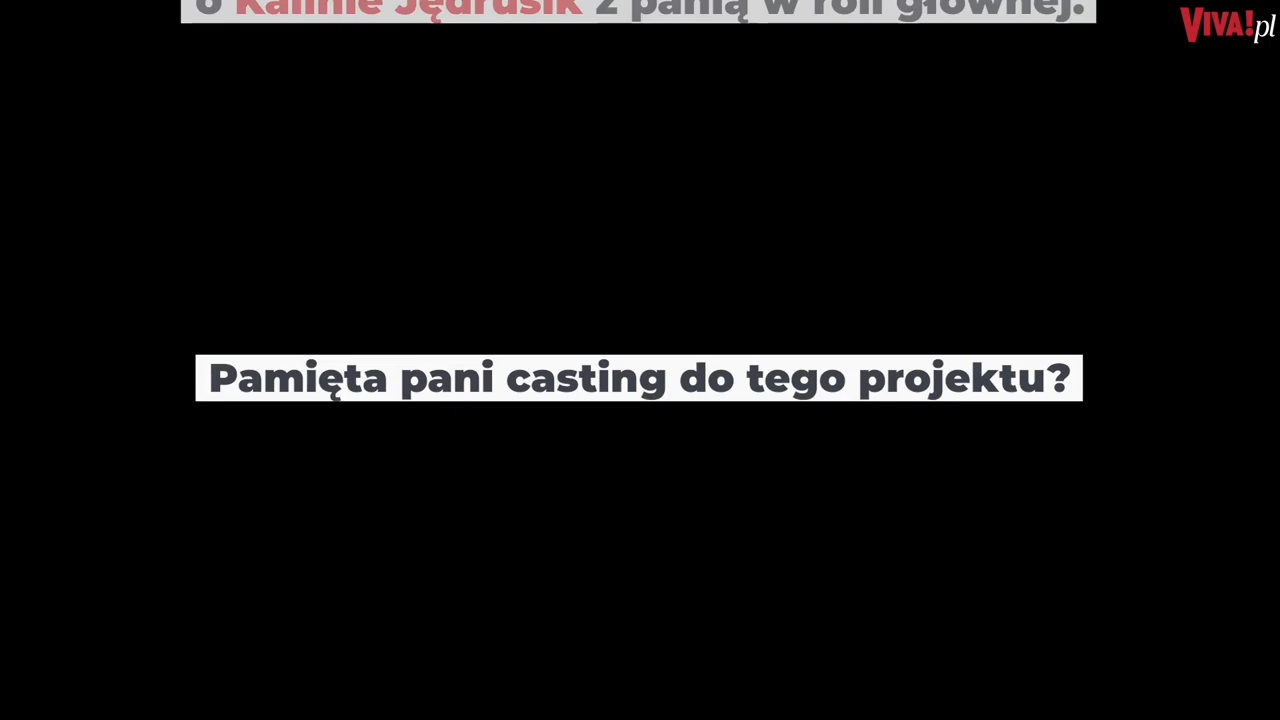 o Kalinie Jędrusik z panią w roli głównej.
VIVA!pl
Pamięta pani casting do tego projektu?